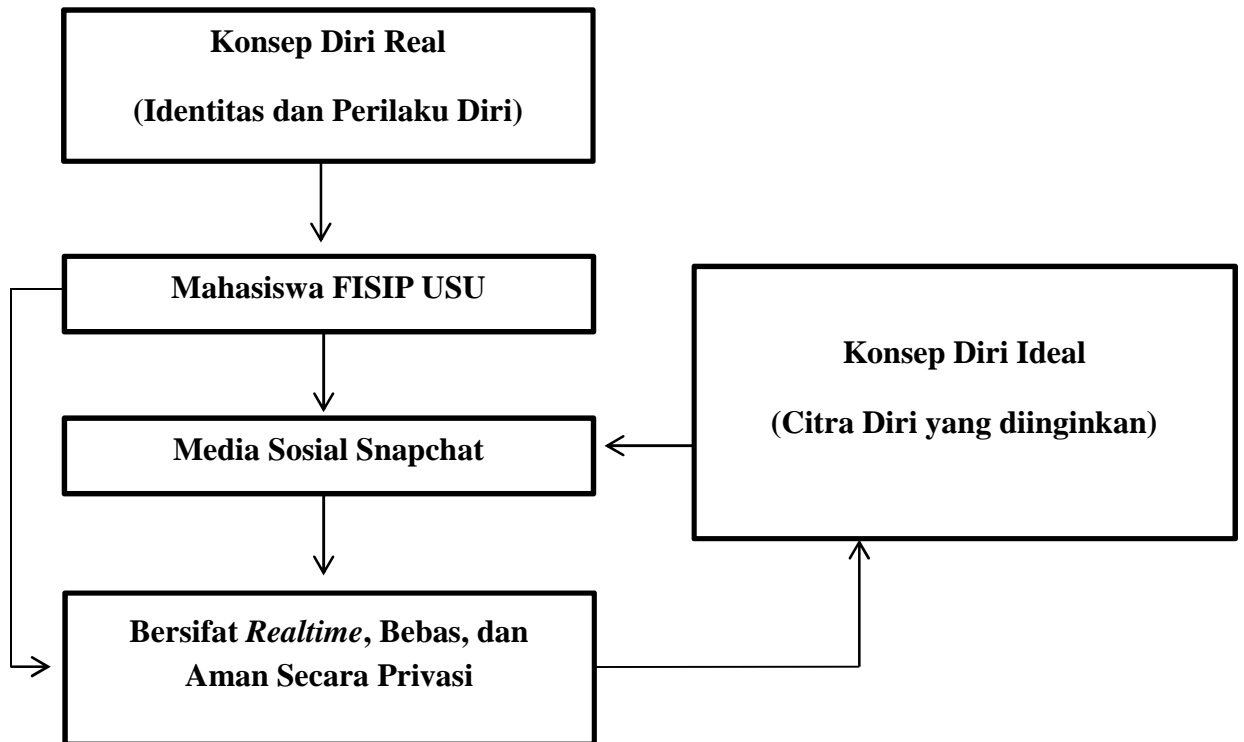 Konsep Diri Real
(Identitas dan Perilaku Diri)
Mahasiswa FISIP USU
Media Sosial Snapchat
Bersifat Realtime, Bebas, dan
Aman Secara Privasi
Konsep Diri Ideal
(Citra Diri yang diinginkan)